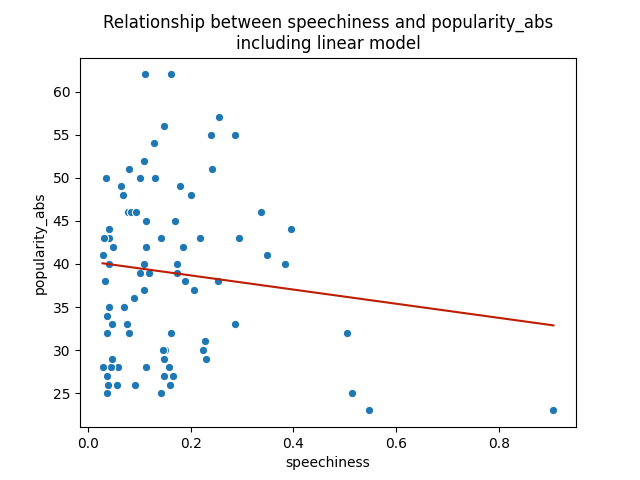 Relationship between speechiness and popularity_abs
including linear model
60
55
50
45
40
35
30
25
popularity_abs
0.0 0.2 0.4 0.6 0.8
speechiness